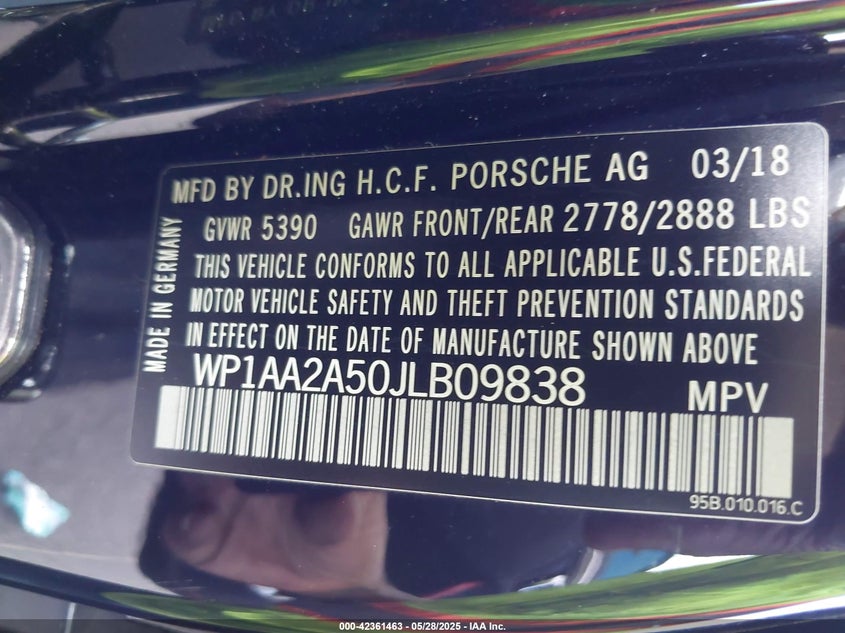 MFD BY DR.ING H.C.F. PORSCHE AG 03/18
GVWR 5390 GAWR FRONT/REAR 2778/2888 LBS
THIS VEHICLE CONFORMS TO ALL APPLICABLE U.S.FEDERAL
MOTOR VEHICLE SAFETY AND THEFT PREVENTION STANDARDS
IN EFFECT ON THE DATE OF MANUFACTURE SHOWN ABOVE
WP1AA2A50JLB09838 MPV
95B.010.016.C
MADE IN GERMANY
000-42361463 — 05/28/2025 — IAA Inc.